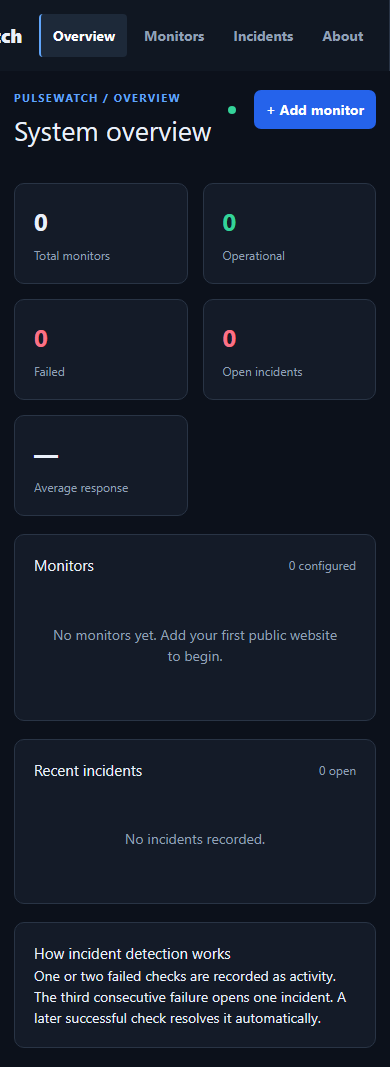 tch Overview Monitors Incidents About
PULSEWATCH / OVERVIEW
System overview
+ Add monitor
0
Total monitors
0
Operational
0
Failed
0
Open incidents
—
Average response
Monitors 0 configured
No monitors yet. Add your first public website
to begin.
Recent incidents 0 open
No incidents recorded.
How incident detection works
One or two failed checks are recorded as activity.
The third consecutive failure opens one incident. A
later successful check resolves it automatically.